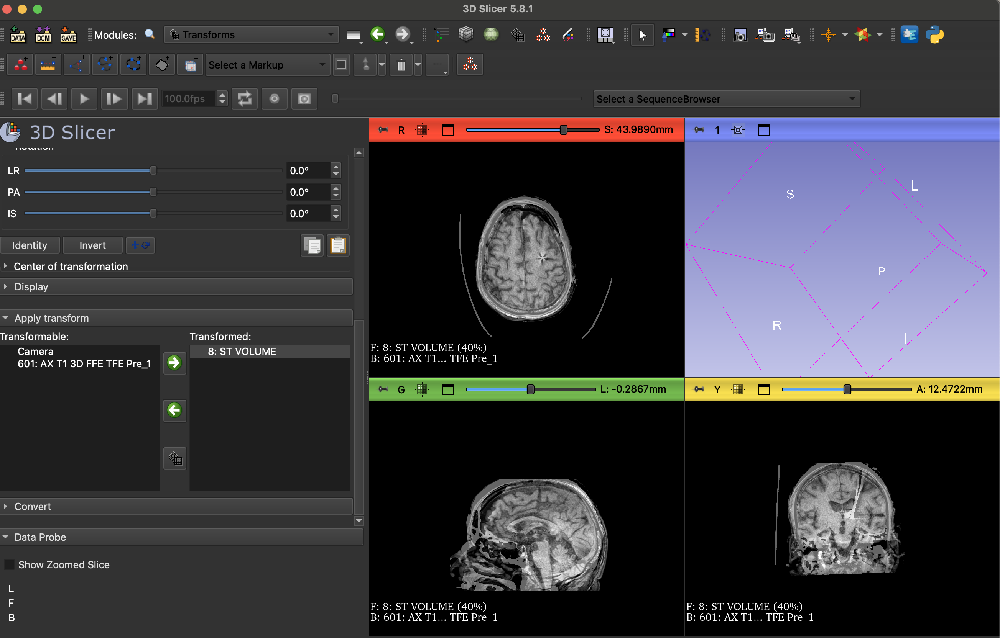 3D Slicer 5.8.1
DATA
DCM
SAVE
Modules:
Transforms
Select a Markup
100.0fps
Select a SequenceBrowser
3D Slicer
Rotation
LR
0.0°
PA
0.0°
IS
0.0°
Identity
Invert
Center of transformation
Display
Apply transform
Transformable:
Transformed:
Camera
601: AX T1 3D FFE TFE Pre_1
8: ST VOLUME
Convert
Data Probe
Show Zoomed Slice
L
F
B
R
S: 43.9890mm
F: 8: ST VOLUME (40%)
B: 601: AX T1... TFE Pre_1
1
S
L
P
R
I
G
L: -0.2867mm
F: 8: ST VOLUME (40%)
B: 601: AX T1... TFE Pre_1
Y
A: 12.4722mm
F: 8: ST VOLUME (40%)
B: 601: AX T1... TFE Pre_1